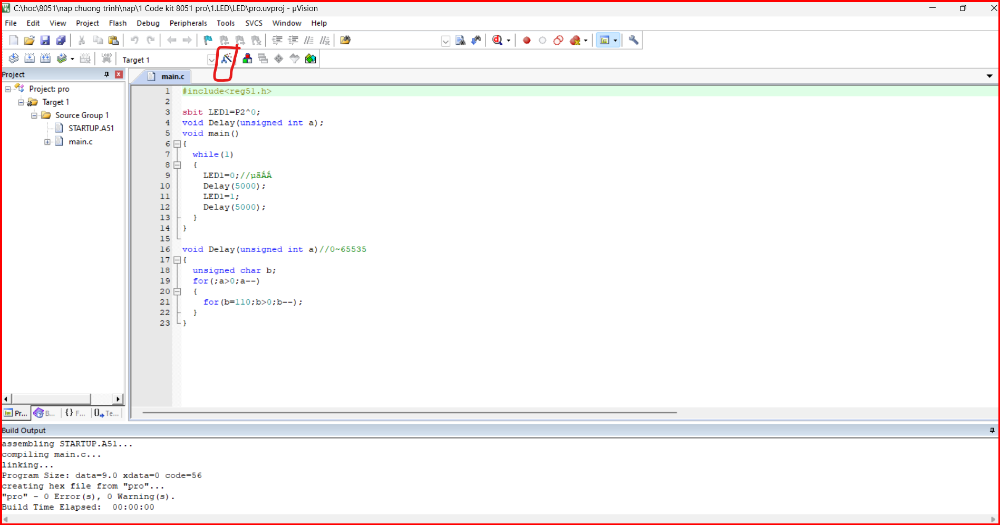 C:\hoc\8051\nap chuong trinh\nap\1 Code kit 8051 pro\1.LED\LED\pro.uvproj - µVision
File Edit View Project Flash Debug Peripherals Tools SVCS Window Help
LOAD
Target 1
Project
main.c
Project: pro
Target 1
Source Group 1
STARTUP.A51
main.c
1 #include<reg51.h>
2
3 sbit LED1=P2^0;
4 void Delay(unsigned int a);
5 void main()
6 {
7 while(1)
8 {
9 LED1=0;//µãÁÁ
10 Delay(5000);
11 LED1=1;
12 Delay(5000);
13 }
14 }
15
16 void Delay(unsigned int a)//0~65535
17 {
18 unsigned char b;
19 for(;a>0;a--)
20 {
21 for(b=110;b>0;b--);
22 }
23 }
Pr... B... {} F... Te...
Build Output
assembling STARTUP.A51...
compiling main.c...
linking...
Program Size: data=9.0 xdata=0 code=56
creating hex file from "pro"...
"pro" - 0 Error(s), 0 Warning(s).
Build Time Elapsed: 00:00:00